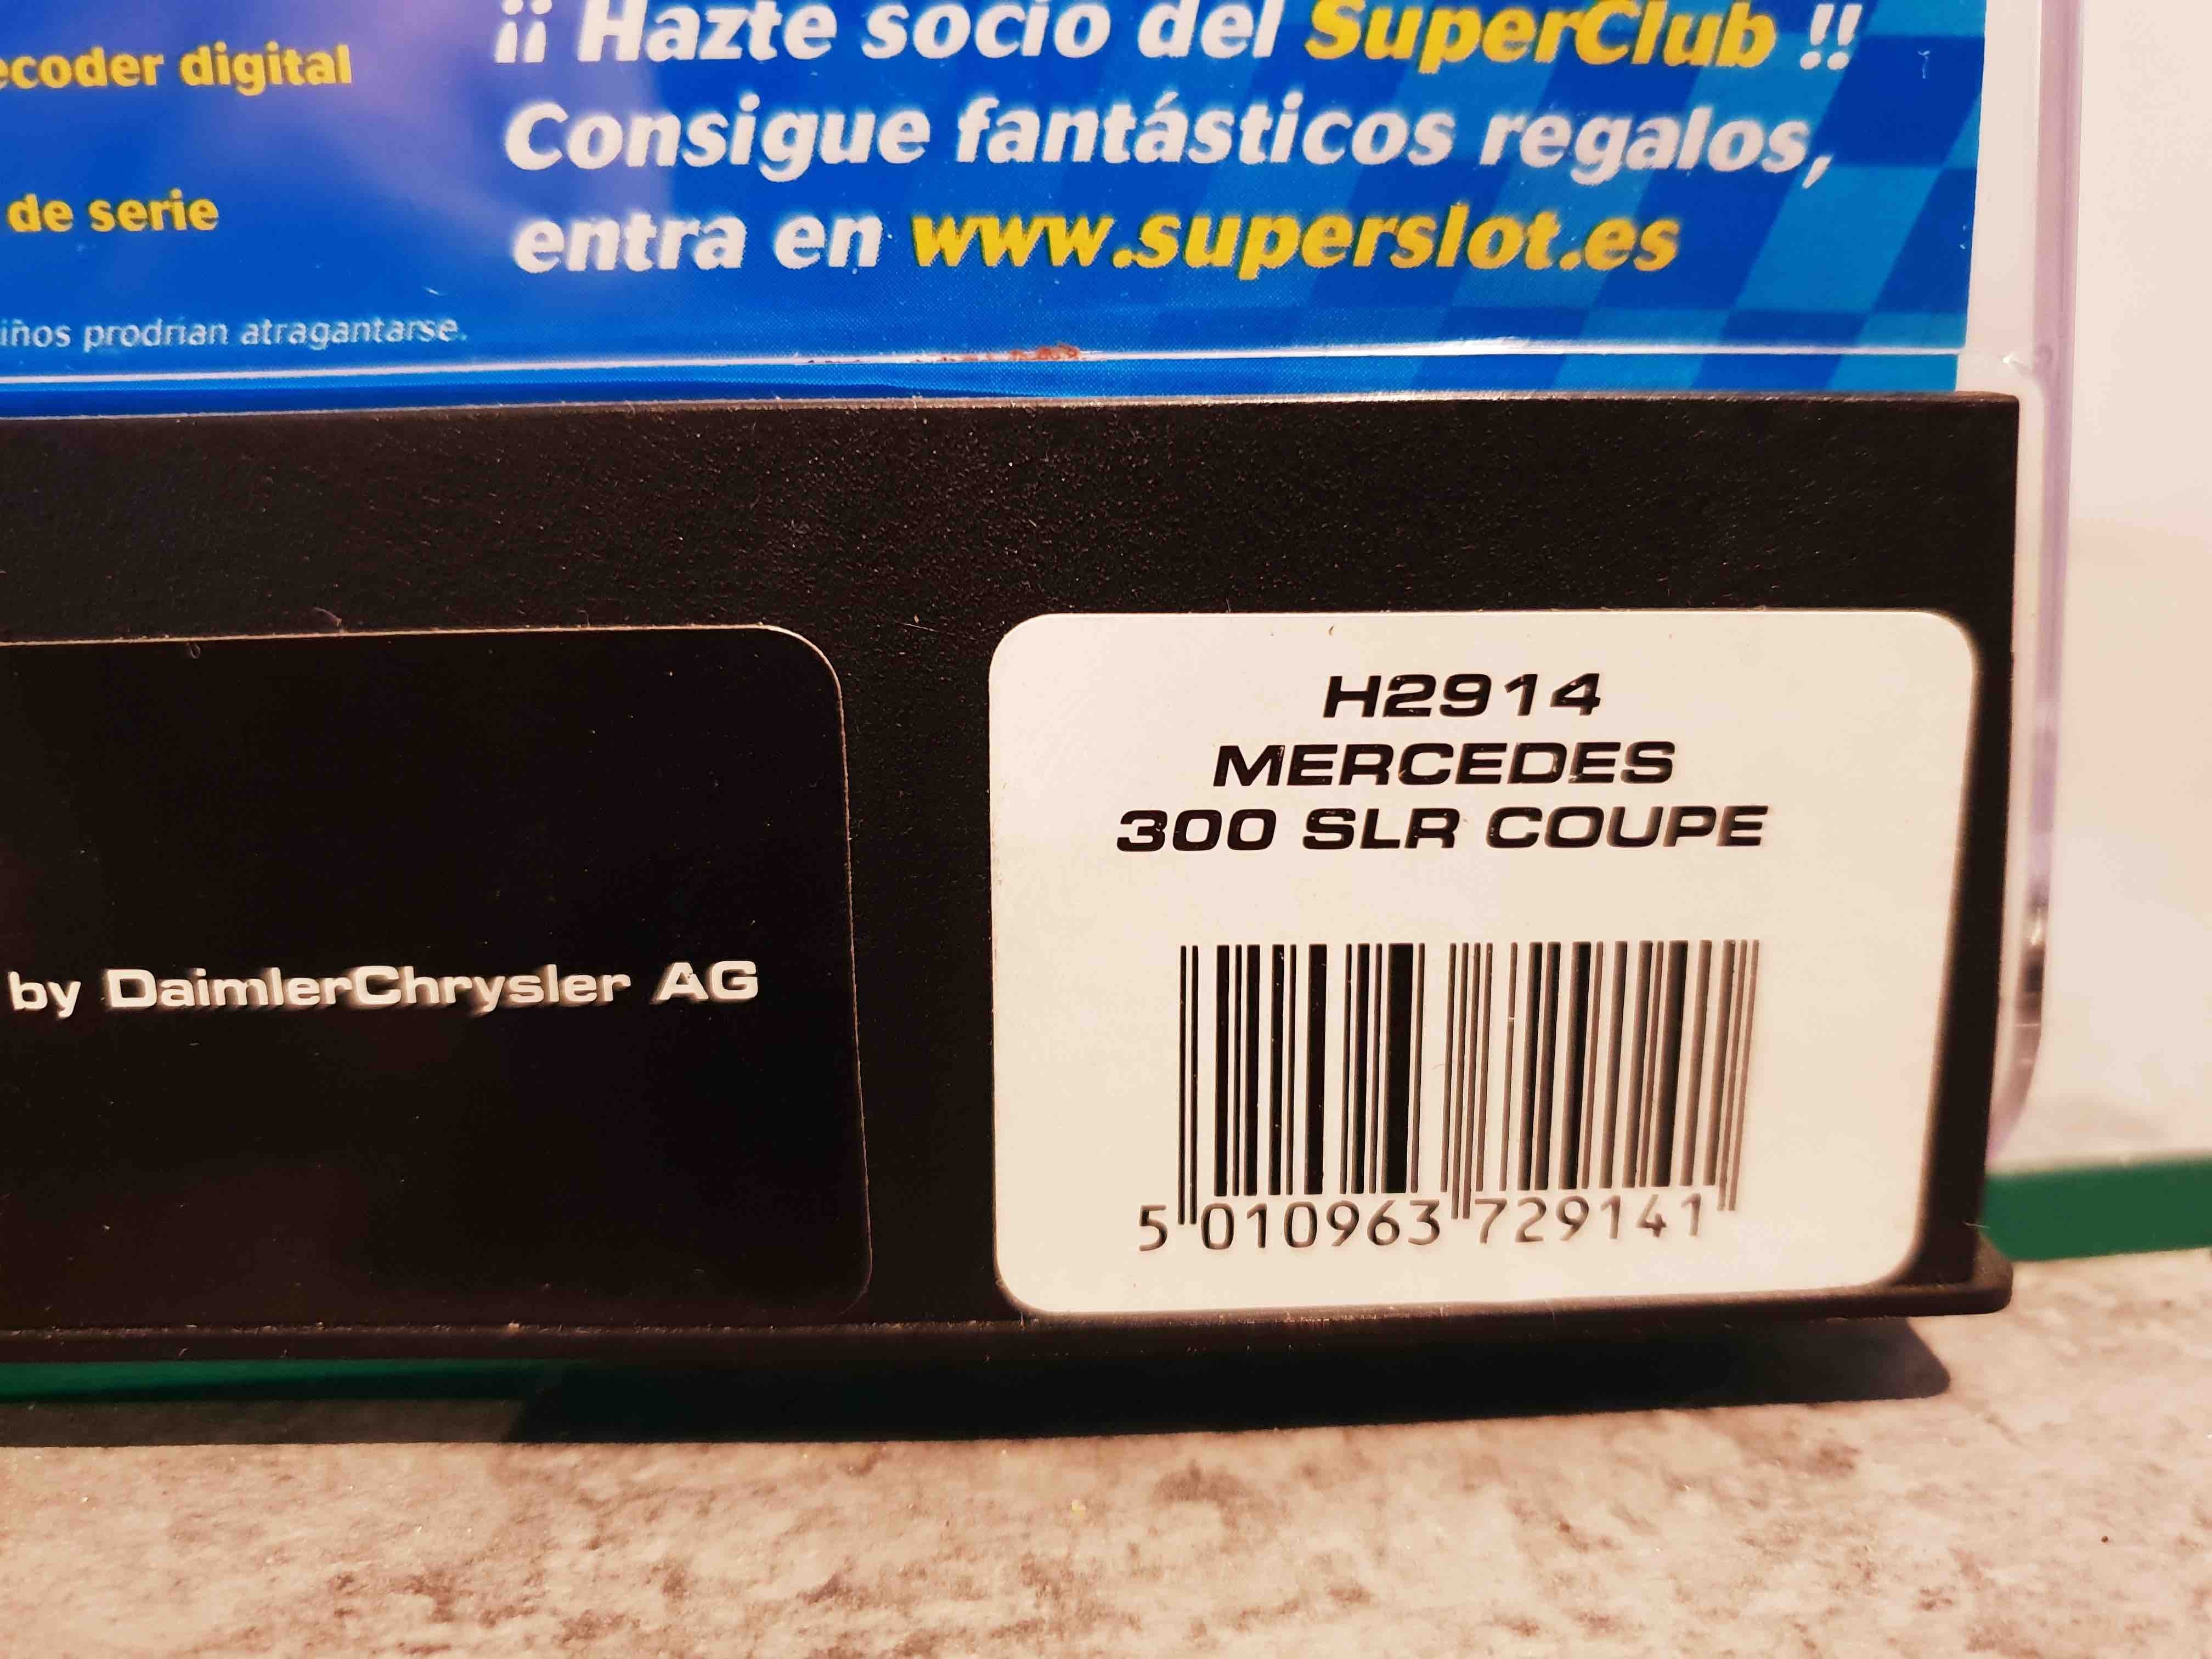 ecoder digital
de serie
iños prodrían atragantarse.
¡¡ Hazte socio del SuperClub !!
Consigue fantásticos regalos,
entra en www.superslot.es
by DaimlerChrysler AG
H2914
MERCEDES
300 SLR COUPE
5 010963 729141